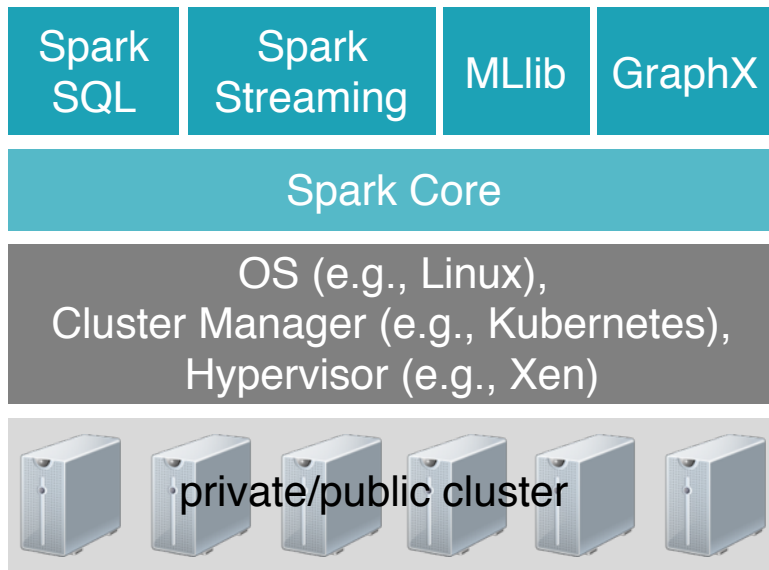 Spark
SQL
Spark
Streaming
MLlib
GraphX
Spark Core
OS (e.g., Linux),
Cluster Manager (e.g., Kubernetes),
Hypervisor (e.g., Xen)
private/public cluster